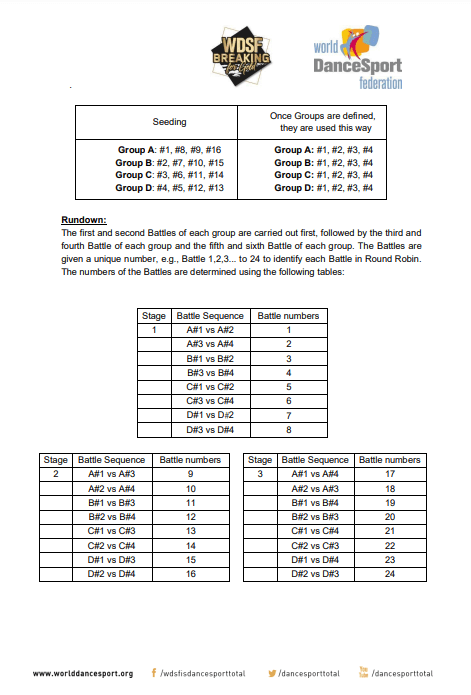 WDSF
BREAKING
for Gold
world
DanceSport
federation
.
Seeding
Once Groups are defined,
they are used this way
Group A: #1, #8, #9, #16
Group B: #2, #7, #10, #15
Group C: #3, #6, #11, #14
Group D: #4, #5, #12, #13
Group A: #1, #2, #3, #4
Group B: #1, #2, #3, #4
Group C: #1, #2, #3, #4
Group D: #1, #2, #3, #4
Rundown:
The first and second Battles of each group are carried out first, followed by the third and
fourth Battle of each group and the fifth and sixth Battle of each group. The Battles are
given a unique number, e.g., Battle 1,2,3... to 24 to identify each Battle in Round Robin.
The numbers of the Battles are determined using the following tables:
Stage Battle Sequence Battle numbers
1 A#1 vs A#2 1
A#3 vs A#4 2
B#1 vs B#2 3
B#3 vs B#4 4
C#1 vs C#2 5
C#3 vs C#4 6
D#1 vs D#2 7
D#3 vs D#4 8
Stage Battle Sequence Battle numbers
2 A#1 vs A#3 9
A#2 vs A#4 10
B#1 vs B#3 11
B#2 vs B#4 12
C#1 vs C#3 13
C#2 vs C#4 14
D#1 vs D#3 15
D#2 vs D#4 16
Stage Battle Sequence Battle numbers
3 A#1 vs A#4 17
A#2 vs A#3 18
B#1 vs B#4 19
B#2 vs B#3 20
C#1 vs C#4 21
C#2 vs C#3 22
D#1 vs D#4 23
D#2 vs D#3 24
www.worlddancesport.org f /wdsfisdancesporttotal /dancesporttotal You Tube /dancesporttotal